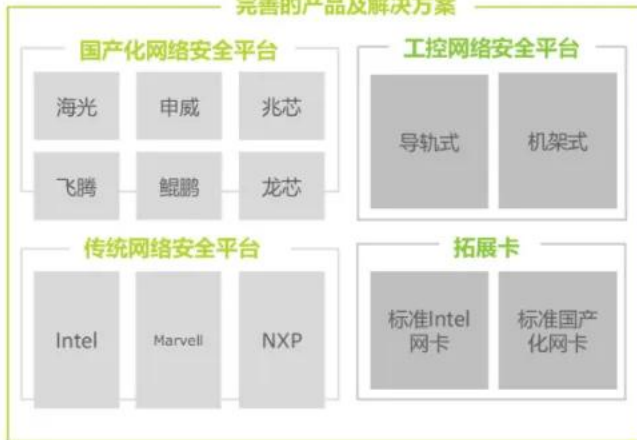 完善的产品及解决方案
国产化网络安全平台
海光
申威
兆芯
飞腾
鲲鹏
龙芯
工控网络安全平台
导轨式
机架式
传统网络安全平台
Intel
Marvell
NXP
拓展卡
标准Intel
网卡
标准国产
化网卡